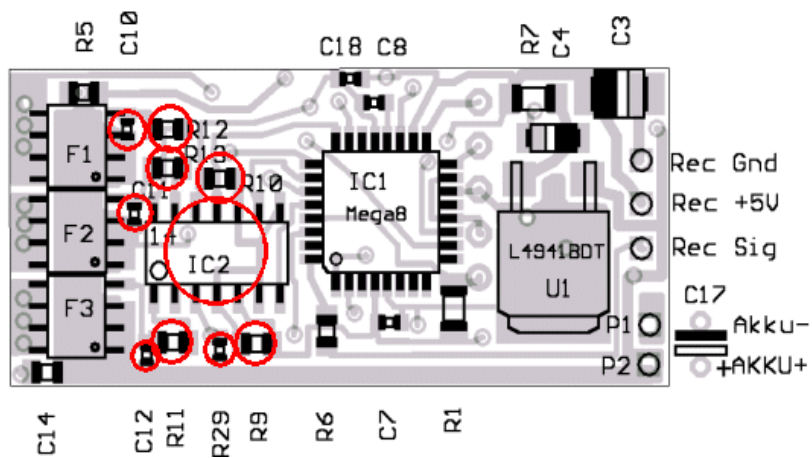 R5
C10
C18
C8
R7
C4
C3
R12
R13
R10
C11
F1
F2
F3
14
IC2
IC1
Mega8
L4941BDT
U1
Rec Gnd
Rec +5V
Rec Sig
C17
P1
Akku-
P2
+AKKU+
C14
C12
R11
R29
R9
R6
C7
R1